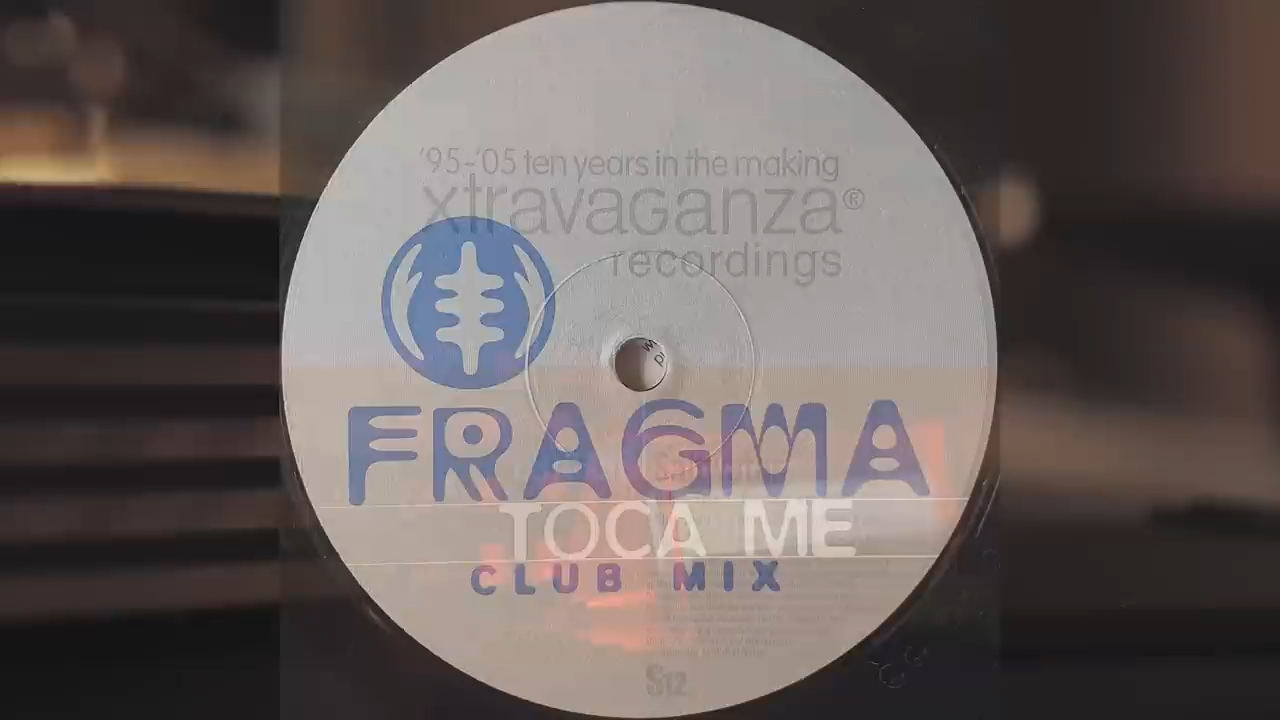 '95-'05 ten years in the making
xtravaganza®
recordings
FRAGMA
TOCA ME
CLUB MIX
S12